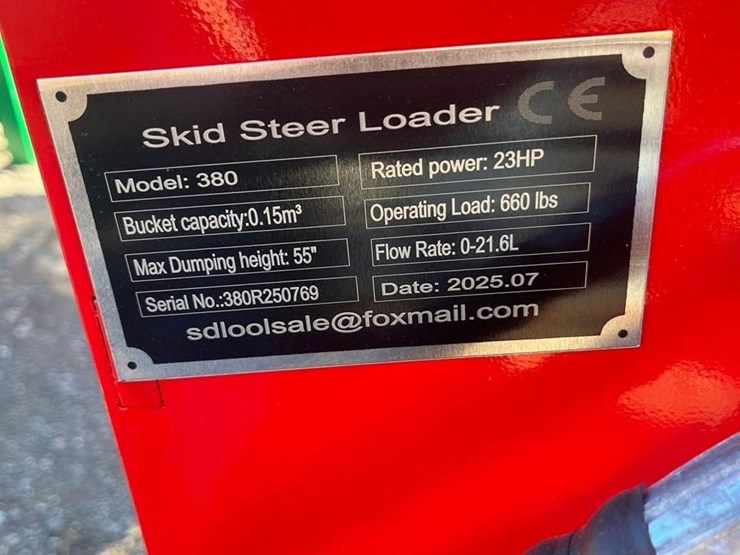 Skid Steer Loader CE
Model: 380
Rated power: 23HP
Bucket capacity:0.15m³
Operating Load: 660 lbs
Max Dumping height: 55"
Flow Rate: 0-21.6L
Serial No.:380R250769
Date: 2025.07
sdloolsale@foxmail.com